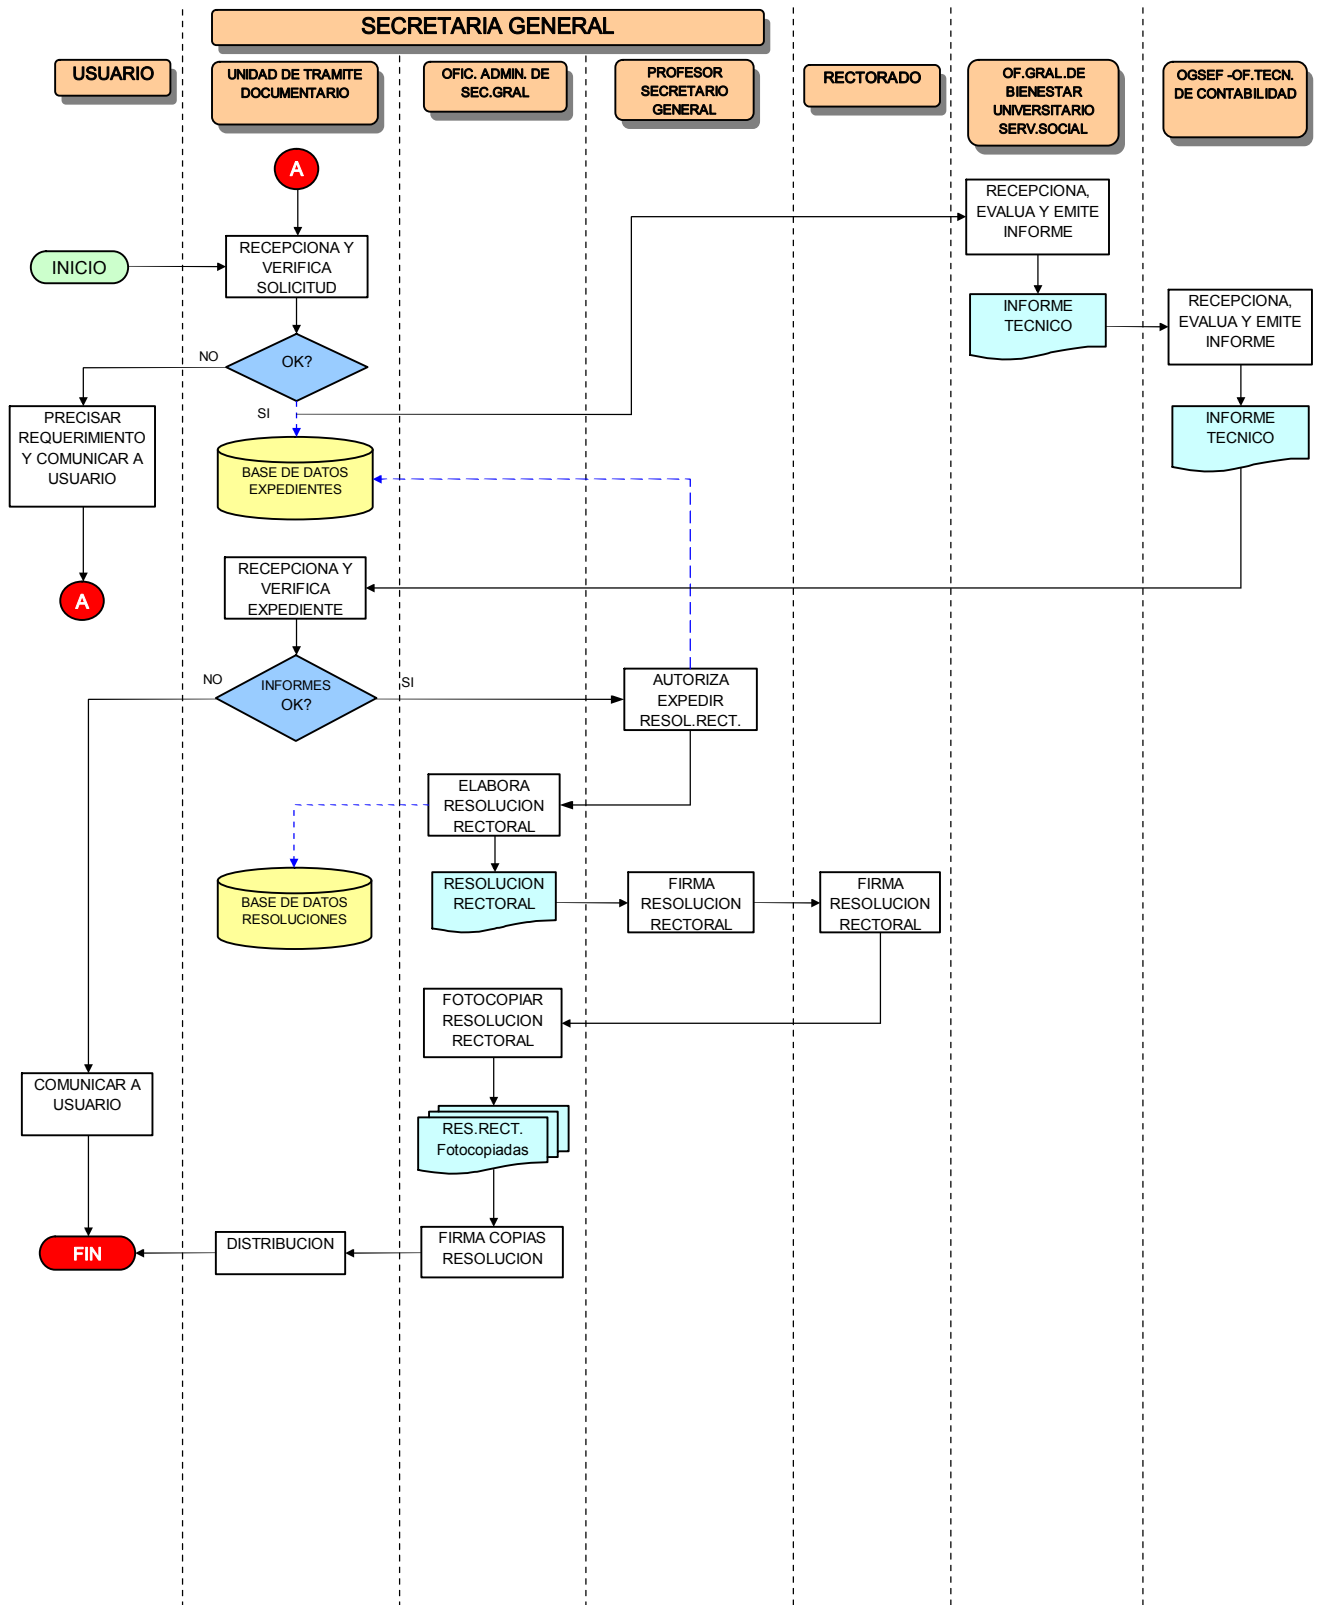 SECRETARIA GENERAL
USUARIO
UNIDAD DE TRAMITE
DOCUMENTARIO
OFIC. ADMIN. DE
SEC.GRAL
PROFESOR
SECRETARIO
GENERAL
RECTORADO
OF.GRAL.DE
BIENESTAR
UNIVERSITARIO
SERV.SOCIAL
OGSEF -OF.TECN.
DE CONTABILIDAD
A
RECEPCIONA,
EVALUA Y EMITE
INFORME
INICIO
RECEPCIONA Y
VERIFICA
SOLICITUD
INFORME
TECNICO
RECEPCIONA,
EVALUA Y EMITE
INFORME
NO
OK?
SI
PRECISAR
REQUERIMIENTO
Y COMUNICAR A
USUARIO
INFORME
TECNICO
BASE DE DATOS
EXPEDIENTES
A
RECEPCIONA Y
VERIFICA
EXPEDIENTE
NO
INFORMES
OK?
SI
AUTORIZA
EXPEDIR
RESOL.RECT.
ELABORA
RESOLUCION
RECTORAL
BASE DE DATOS
RESOLUCIONES
RESOLUCION
RECTORAL
FIRMA
RESOLUCION
RECTORAL
FIRMA
RESOLUCION
RECTORAL
FOTOCOPIAR
RESOLUCION
RECTORAL
COMUNICAR A
USUARIO
RES.RECT.
Fotocopiadas
FIN
DISTRIBUCION
FIRMA COPIAS
RESOLUCION